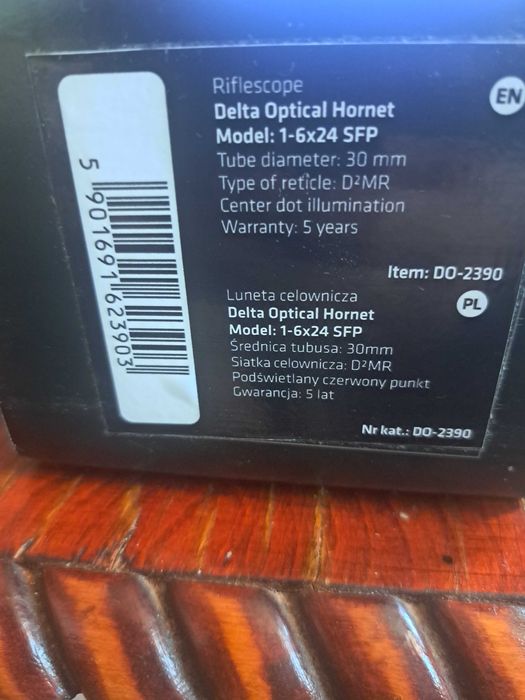 Riflescope
EN
Delta Optical Hornet
Model: 1-6x24 SFP
Tube diameter: 30 mm
Type of reticle: D²MR
Center dot illumination
Warranty: 5 years
Item: DO-2390
Luneta celownicza
PL
Delta Optical Hornet
Model: 1-6x24 SFP
Średnica tubusa: 30mm
Siatka celownicza: D²MR
Podświetlany czerwony punkt
Gwarancja: 5 lat
Nr kat.: DO-2390
5 901691 623903